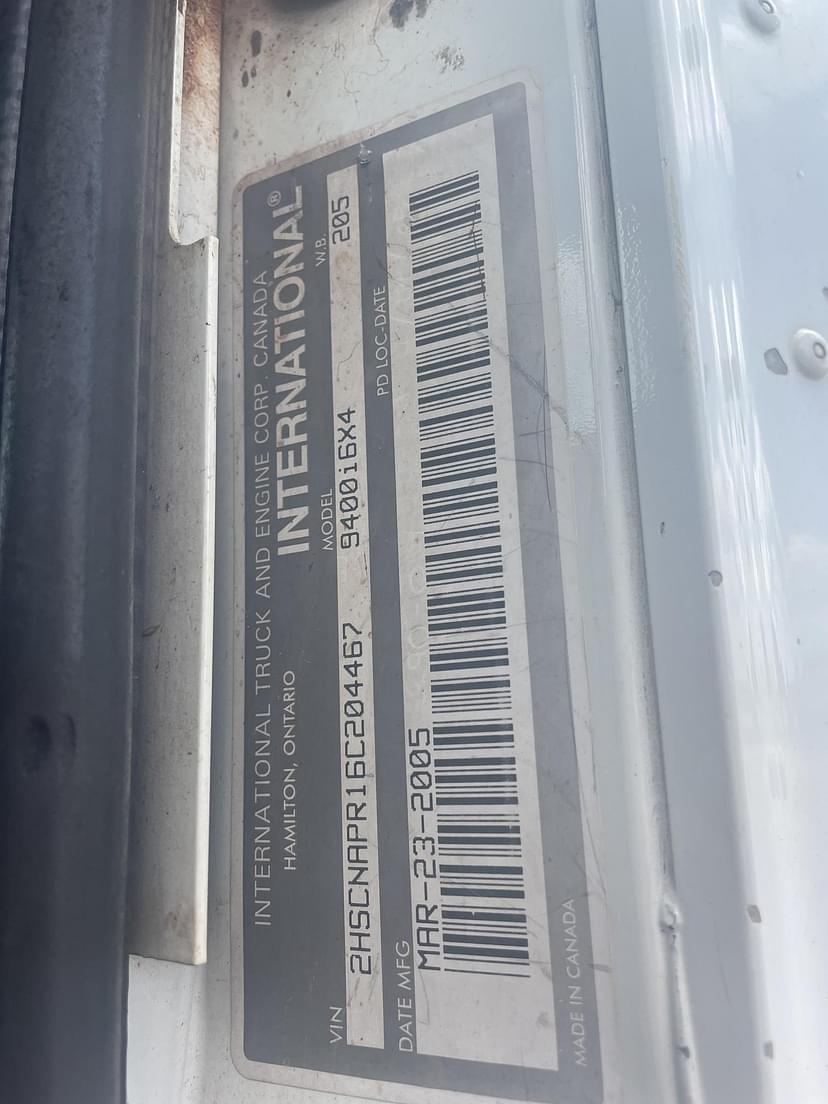 INTERNATIONAL TRUCK AND ENGINE CORP. CANADA
HAMILTON, ONTARIO
INTERNATIONAL®
VIN MODEL W.B.
2HSCNAPR16C204467 9400i6X4 205
DATE MFG PD LOC-DATE
MAR-23-2005
MADE IN CANADA